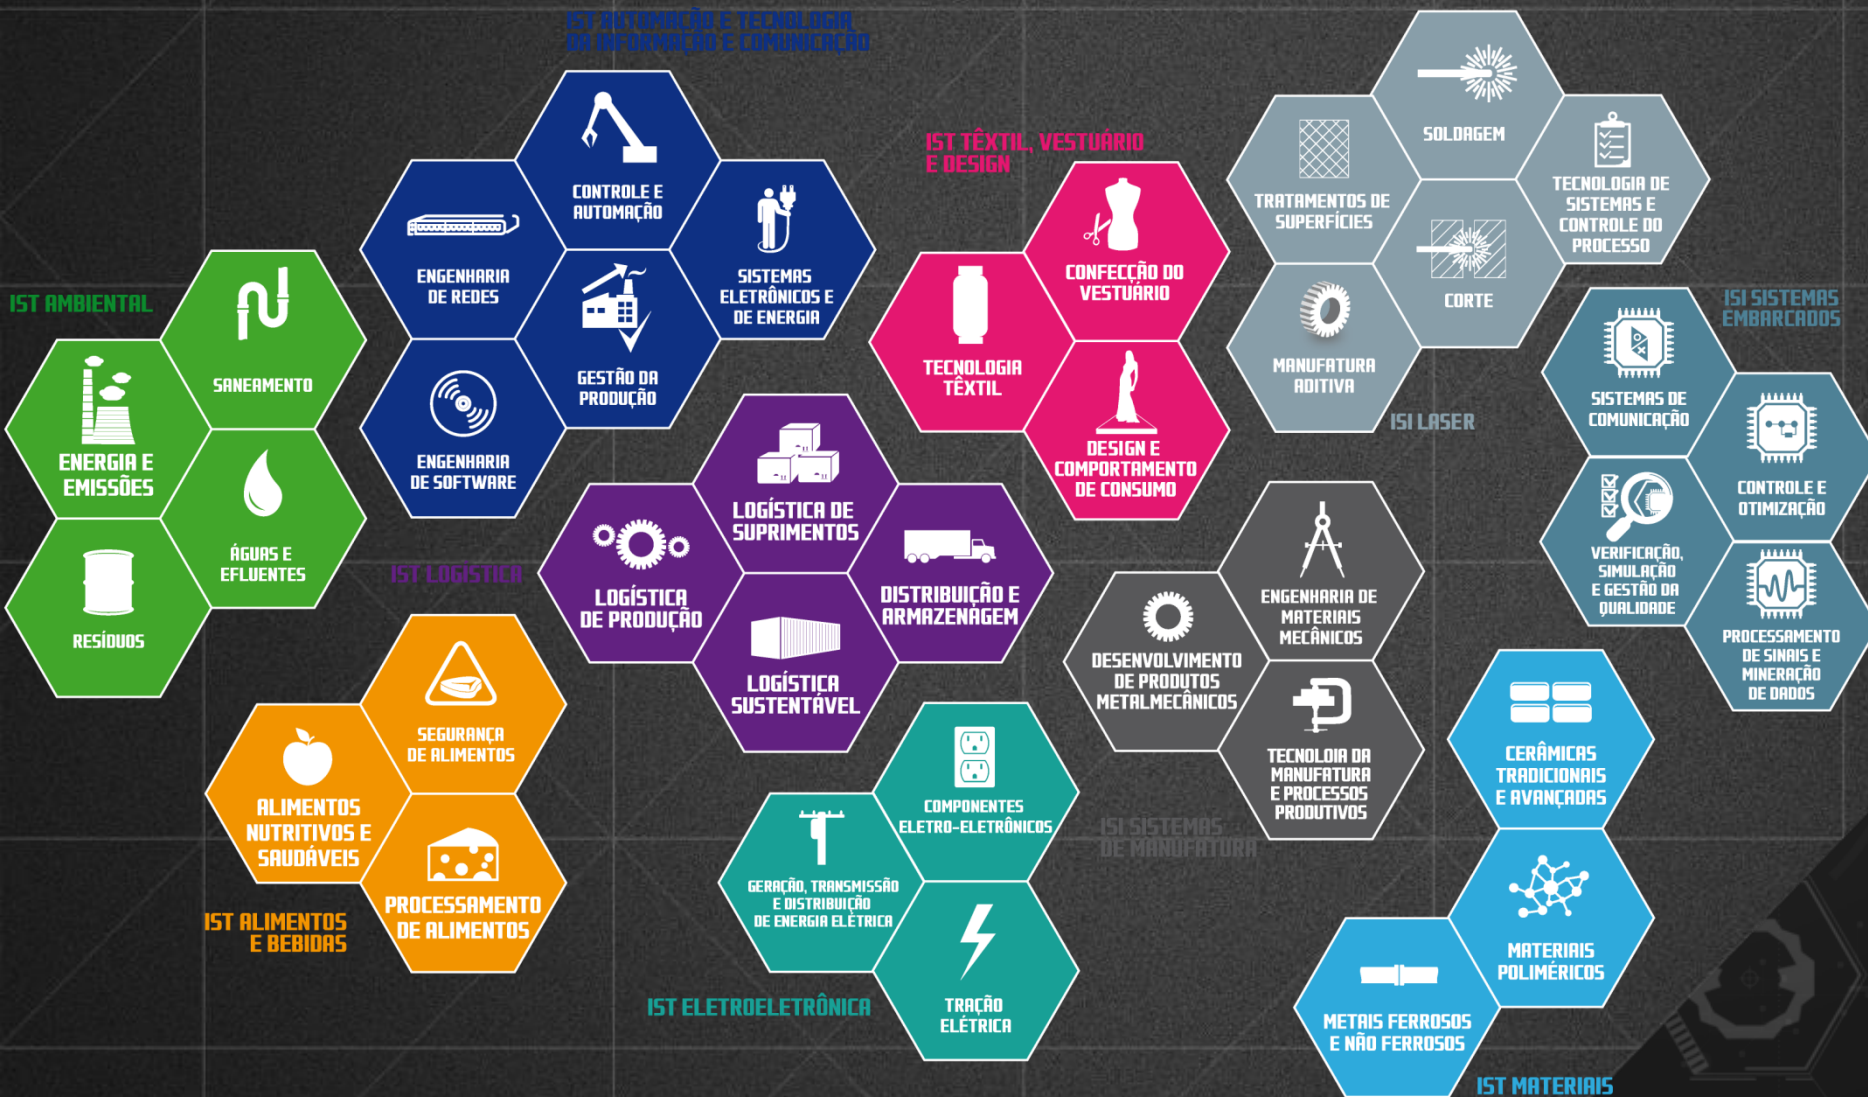 IST AUTOMAÇÃO E TECNOLOGIA
DA INFORMAÇÃO E COMUNICAÇÃO
CONTROLE E
AUTOMAÇÃO
ENGENHARIA
DE REDES
SISTEMAS
ELETRÔNICOS E
DE ENERGIA
GESTÃO DA
PRODUÇÃO
ENGENHARIA
DE SOFTWARE
IST AMBIENTAL
SANEAMENTO
ENERGIA E
EMISSÕES
ÁGUAS E
EFLUENTES
RESÍDUOS
IST TÊXTIL, VESTUÁRIO
E DESIGN
CONFECÇÃO DO
VESTUÁRIO
TECNOLOGIA
TÊXTIL
DESIGN E
COMPORTAMENTO
DE CONSUMO
SOLDAGEM
TRATAMENTOS DE
SUPERFÍCIES
TECNOLOGIA DE
SISTEMAS E
CONTROLE DO
PROCESSO
CORTE
MANUFATURA
ADITIVA
ISI LASER
ISI SISTEMAS
EMBARCADOS
SISTEMAS DE
COMUNICAÇÃO
CONTROLE E
OTIMIZAÇÃO
VERIFICAÇÃO,
SIMULAÇÃO
E GESTÃO DA
QUALIDADE
PROCESSAMENTO
DE SINAIS E
MINERAÇÃO
DE DADOS
IST LOGÍSTICA
LOGÍSTICA DE
SUPRIMENTOS
LOGÍSTICA
DE PRODUÇÃO
DISTRIBUIÇÃO E
ARMAZENAGEM
LOGÍSTICA
SUSTENTÁVEL
ENGENHARIA DE
MATERIAIS
MECÂNICOS
DESENVOLVIMENTO
DE PRODUTOS
METALMECÂNICOS
TECNOLOIA DA
MANUFATURA
E PROCESSOS
PRODUTIVOS
ISI SISTEMAS
DE MANUFATURA
SEGURANÇA
DE ALIMENTOS
ALIMENTOS
NUTRITIVOS E
SAUDÁVEIS
PROCESSAMENTO
DE ALIMENTOS
IST ALIMENTOS
E BEBIDAS
COMPONENTES
ELETRO-ELETRÔNICOS
GERAÇÃO, TRANSMISSÃO
E DISTRIBUIÇÃO
DE ENERGIA ELÉTRICA
TRAÇÃO
ELÉTRICA
IST ELETROELETRÔNICA
CERÂMICAS
TRADICIONAIS
E AVANÇADAS
MATERIAIS
POLIMÉRICOS
METAIS FERROSOS
E NÃO FERROSOS
IST MATERIAIS